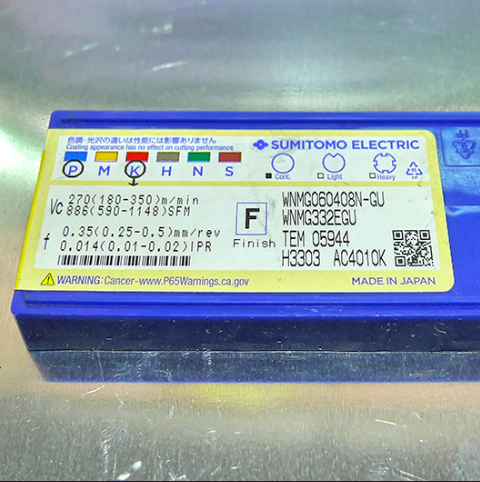 色調・光沢の違いは性能には影響ありません
Coating appearance has no effect on cutting performance
SUMITOMO ELECTRIC
P M K H N S
Cont. Light Heavy
Vc 270(180-350)m/min
886(590-1148)SFM
f 0.35(0.25-0.5)mm/rev
0.014(0.01-0.02)IPR
F
Finish
WNMG060408N-GU
WNMG332EGU
TEM 05944
H3303 AC4010K
WARNING: Cancer-www.P65Warnings.ca.gov
MADE IN JAPAN